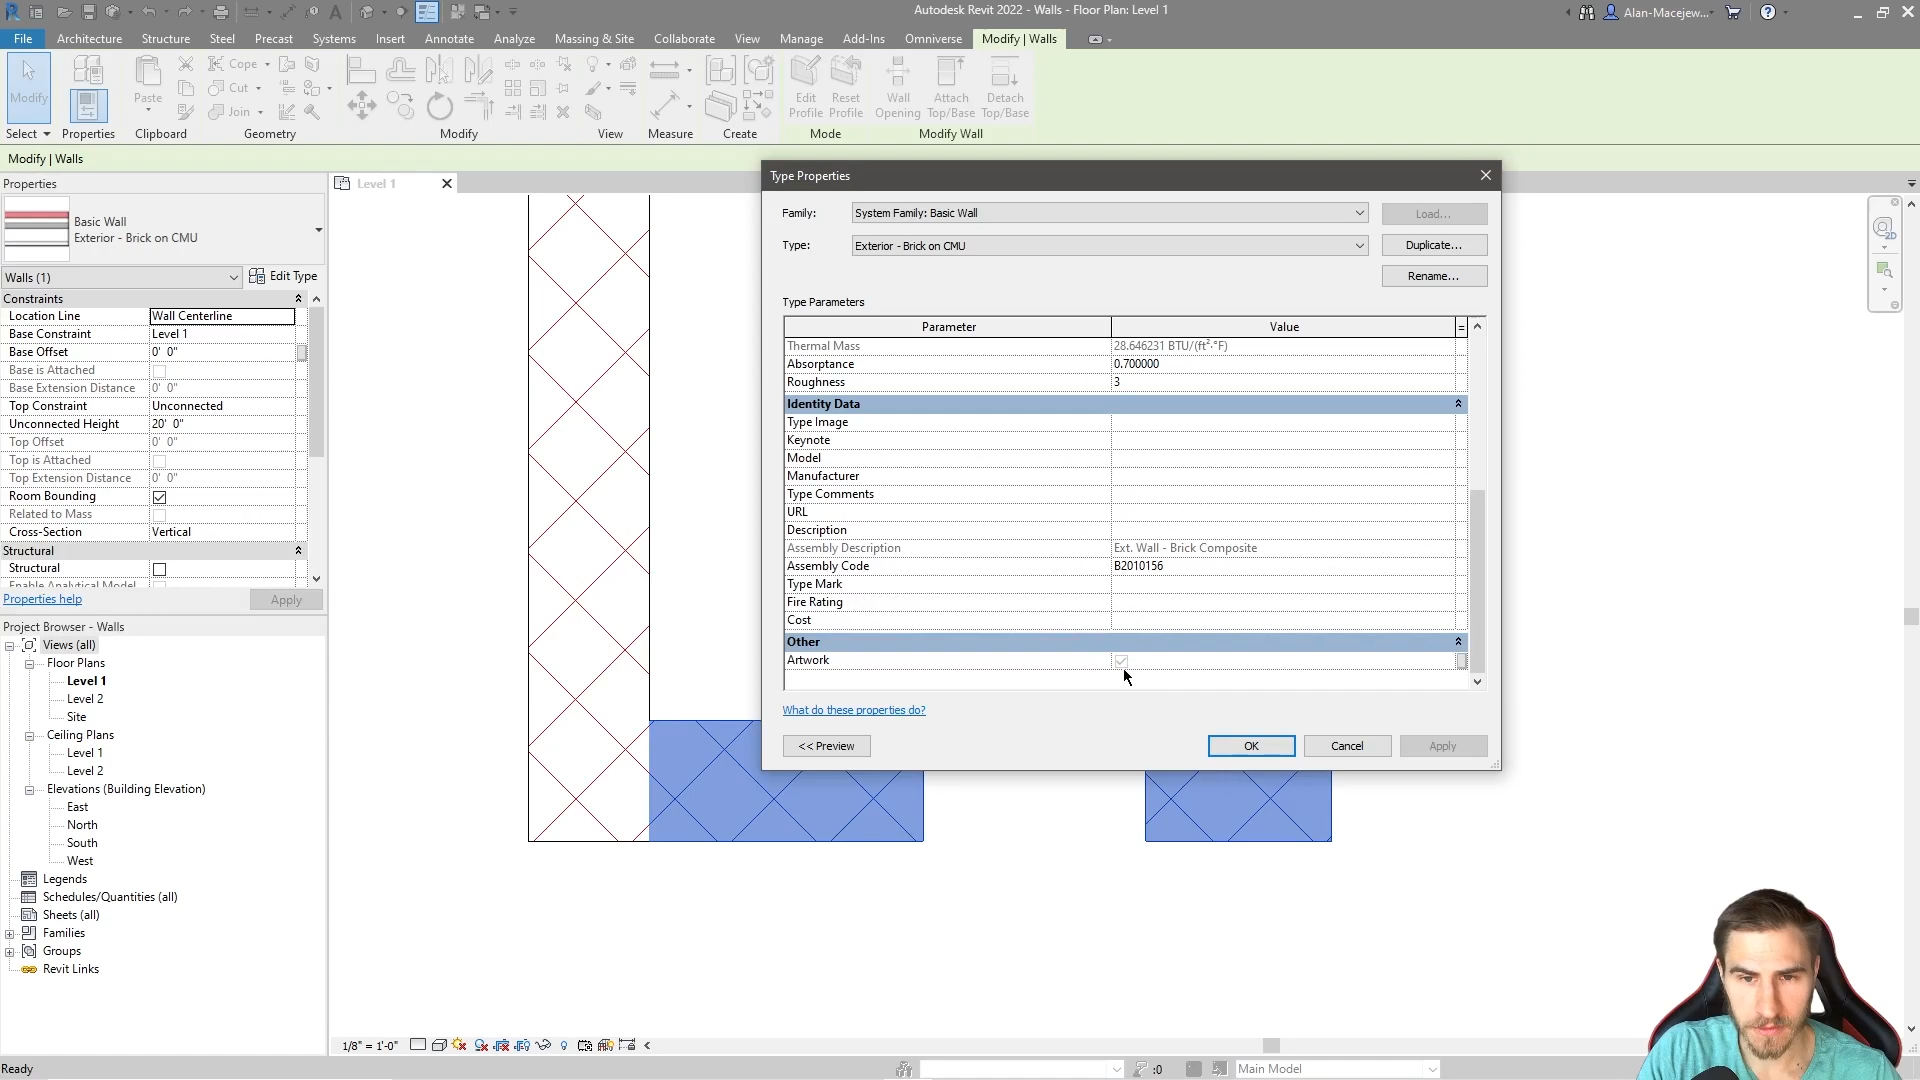 Autodesk Revit 2022 - Walls - Floor Plan: Level 1
Alan-Macejew...
File Architecture Structure Steel Precast Systems Insert Annotate Analyze Massing & Site Collaborate View Manage Add-Ins Omniverse Modify | Walls
Modify
Paste
Cope
Cut
Join
Edit Profile
Reset Profile
Wall Opening
Attach Top/Base
Detach Top/Base
Select Properties Clipboard Geometry Modify View Measure Create Mode Modify Wall
Modify | Walls
Properties
Basic Wall
Exterior - Brick on CMU
Walls (1)
Edit Type
Constraints
Location Line Wall Centerline
Base Constraint Level 1
Base Offset 0' 0"
Base is Attached
Base Extension Distance 0' 0"
Top Constraint Unconnected
Unconnected Height 20' 0"
Top Offset 0' 0"
Top is Attached
Top Extension Distance 0' 0"
Room Bounding
Related to Mass
Cross-Section Vertical
Structural
Structural
Enable Analytical Model
Properties help
Apply
Project Browser - Walls
Views (all)
Floor Plans
Level 1
Level 2
Site
Ceiling Plans
Level 1
Level 2
Elevations (Building Elevation)
East
North
South
West
Legends
Schedules/Quantities (all)
Sheets (all)
Families
Groups
Revit Links
Level 1
Type Properties
Family: System Family: Basic Wall Load...
Type: Exterior - Brick on CMU Duplicate...
Rename...
Type Parameters
Parameter Value =
Thermal Mass 28.646231 BTU/(ft²·°F)
Absorptance 0.700000
Roughness 3
Identity Data
Type Image
Keynote
Model
Manufacturer
Type Comments
URL
Description
Assembly Description Ext. Wall - Brick Composite
Assembly Code B2010156
Type Mark
Fire Rating
Cost
Other
Artwork
What do these properties do?
<< Preview OK Cancel Apply
2D
1/8" = 1'-0"
Ready
:0
Main Model